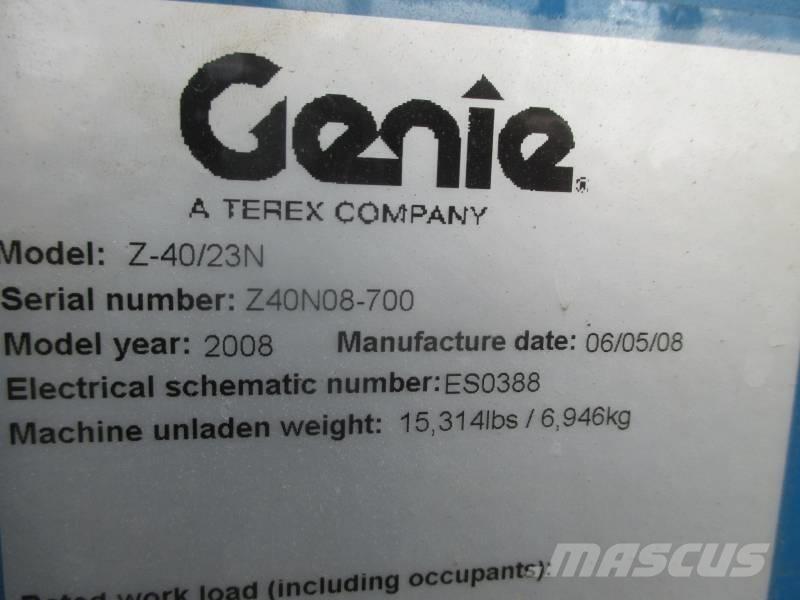 Genie®
A TEREX COMPANY
Model: Z-40/23N
Serial number: Z40N08-700
Model year: 2008 Manufacture date: 06/05/08
Electrical schematic number: ES0388
Machine unladen weight: 15,314lbs / 6,946kg
Rated work load (including occupants):
MASCUS